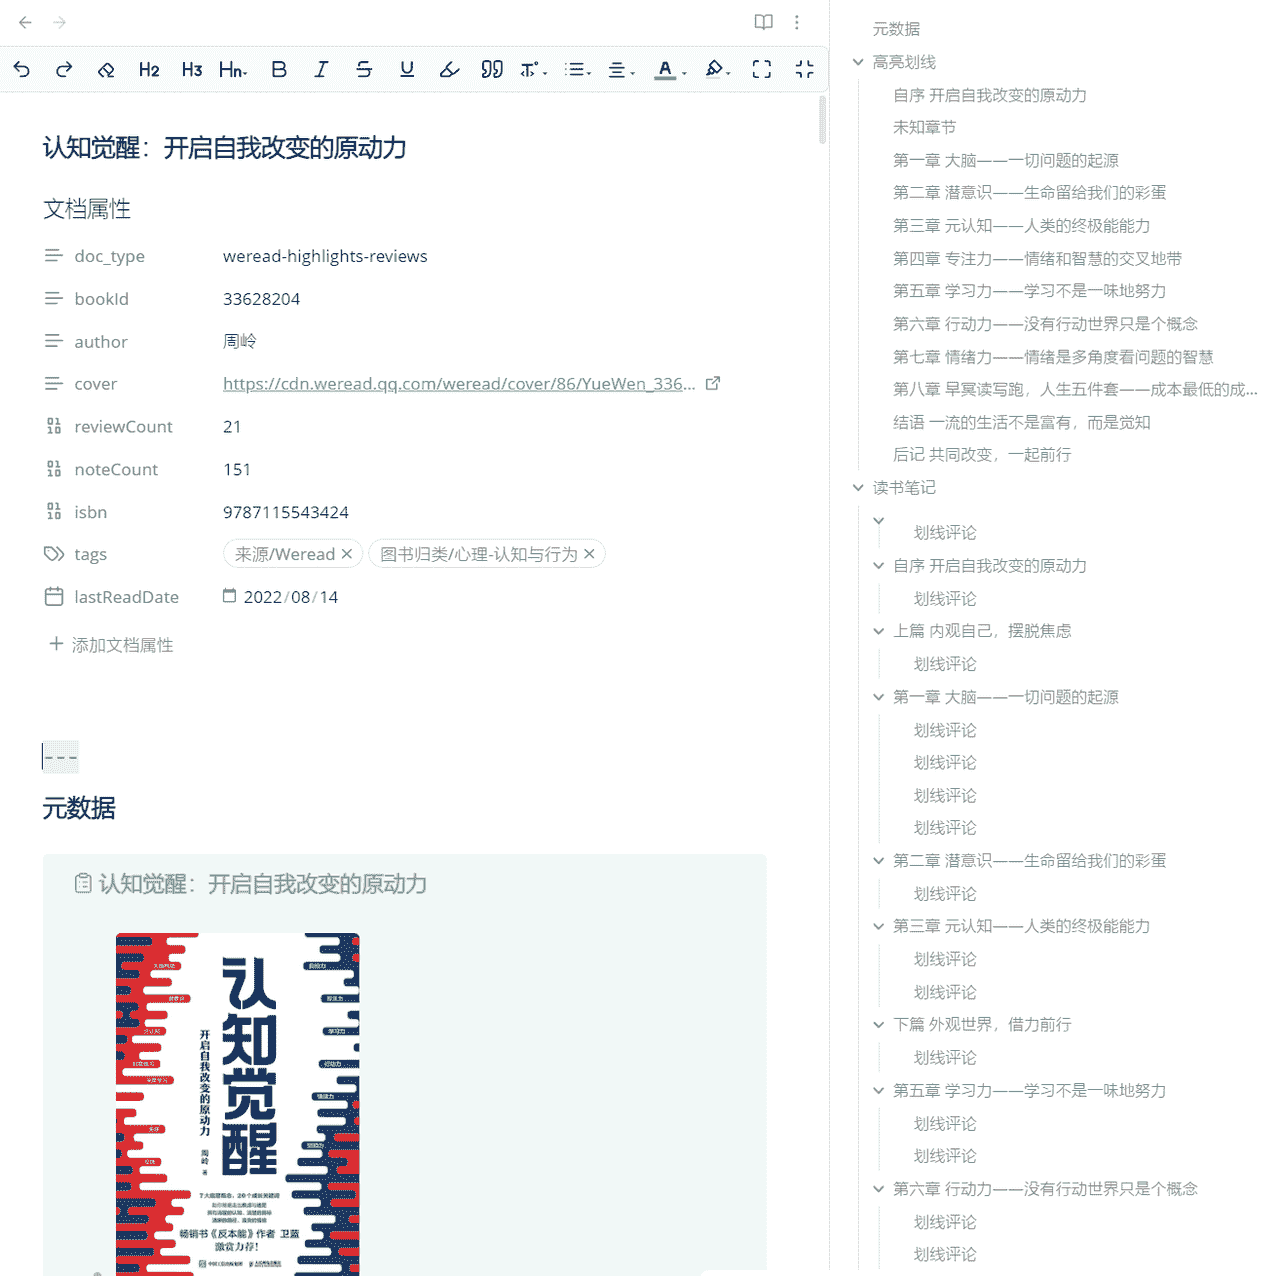 H2 H3 Hn B I S U A
认知觉醒：开启自我改变的原动力
文档属性
doc_type weread-highlights-reviews
bookId 33628204
author 周岭
cover https://cdn.weread.qq.com/weread/cover/86/YueWen_336...
reviewCount 21
noteCount 151
isbn 9787115543424
tags 来源/Weread 图书归类/心理-认知与行为
lastReadDate 2022/08/14
添加文档属性
---
元数据
认知觉醒：开启自我改变的原动力
认知觉醒
开启自我改变的原动力
周岭 著
畅销书《反本能》作者 卫蓝
激赏力荐！
元数据
高亮划线
自序 开启自我改变的原动力
未知章节
第一章 大脑——一切问题的起源
第二章 潜意识——生命留给我们的彩蛋
第三章 元认知——人类的终极能能力
第四章 专注力——情绪和智慧的交叉地带
第五章 学习力——学习不是一味地努力
第六章 行动力——没有行动世界只是个概念
第七章 情绪力——情绪是多角度看问题的智慧
第八章 早冥读写跑，人生五件套——成本最低的成...
结语 一流的生活不是富有，而是觉知
后记 共同改变，一起前行
读书笔记
划线评论
自序 开启自我改变的原动力
划线评论
上篇 内观自己，摆脱焦虑
划线评论
第一章 大脑——一切问题的起源
划线评论
划线评论
划线评论
划线评论
第二章 潜意识——生命留给我们的彩蛋
划线评论
第三章 元认知——人类的终极能能力
划线评论
划线评论
下篇 外观世界，借力前行
划线评论
第五章 学习力——学习不是一味地努力
划线评论
划线评论
第六章 行动力——没有行动世界只是个概念
划线评论
划线评论